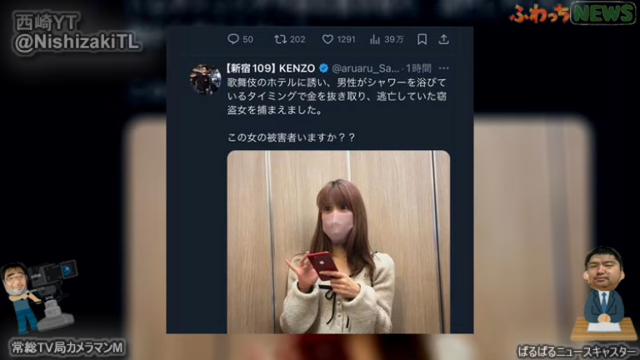 西崎YT
@NishizakiTL
ふわっちNEWS
50 202 1291 39万
【新宿109】KENZO @aruaru_Sa... · 1時間
歌舞伎のホテルに誘い、男性がシャワーを浴びて
いるタイミングで金を抜き取り、逃亡していた窃
盗女を捕まえました。
この女の被害者いますか？？
常総TV局カメラマンM
ぱるぱるニュースキャスター